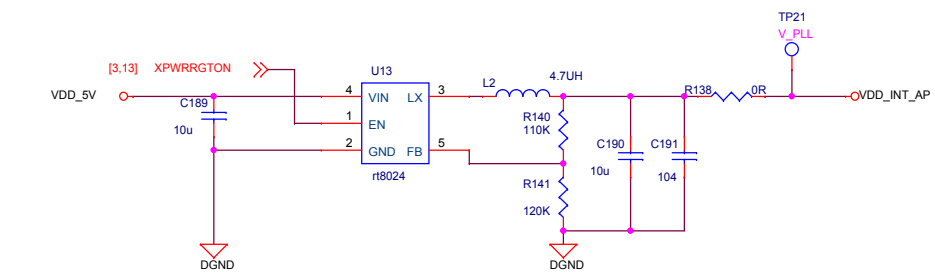 TP21
V_PLL
[3,13] XPWRRGTON
U13
L2 4.7UH
VDD_5V
C189
10u
4 VIN LX 3
1 EN
2 GND FB 5
rt8024
R138 0R
VDD_INT_AP
R140
110K
C190
10u
C191
104
R141
120K
DGND
DGND